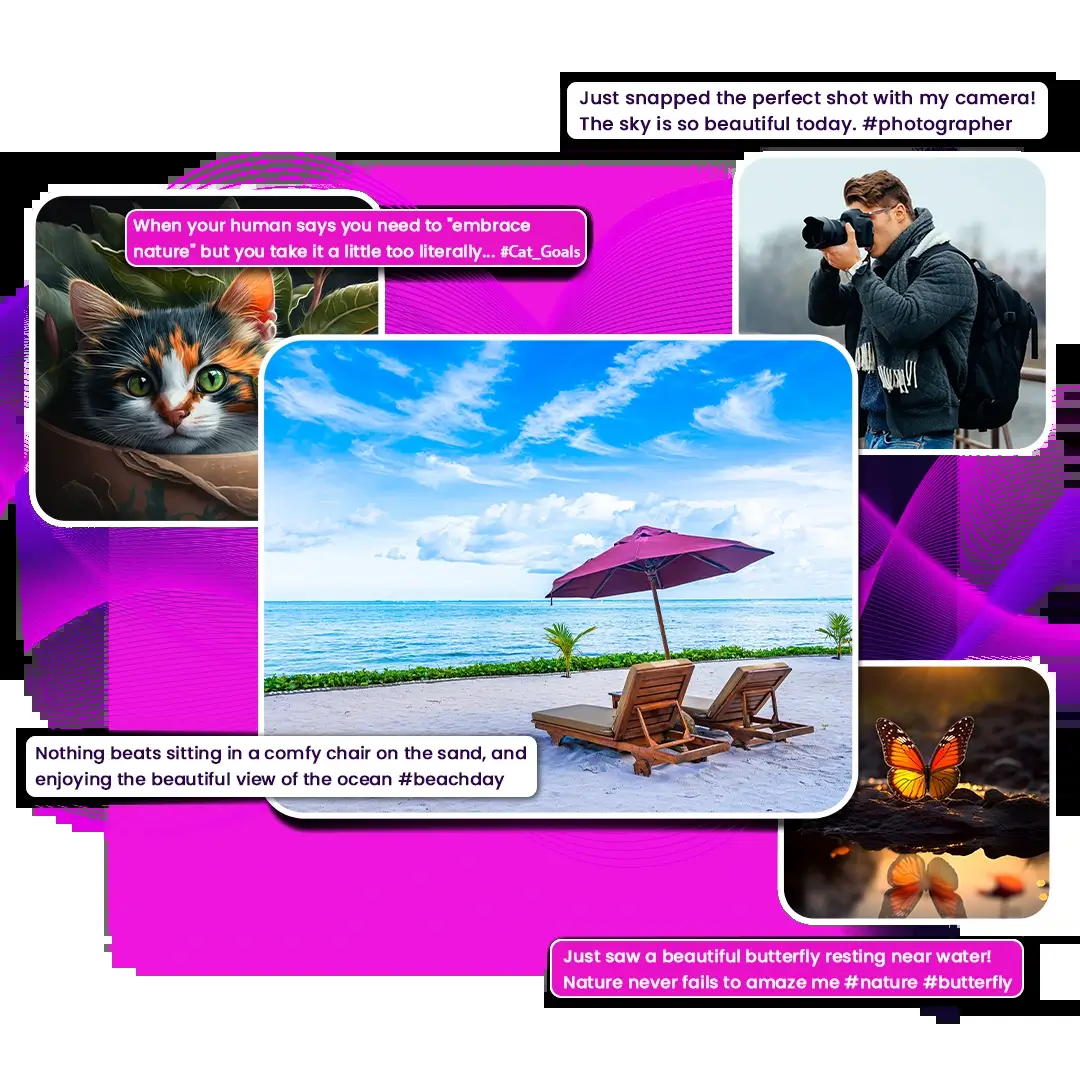 Just snapped the perfect shot with my camera!
The sky is so beautiful today. #photographer
When your human says you need to "embrace
nature" but you take it a little too literally... #Cat_Goals
Nothing beats sitting in a comfy chair on the sand, and
enjoying the beautiful view of the ocean #beachday
Just saw a beautiful butterfly resting near water!
Nature never fails to amaze me #nature #butterfly